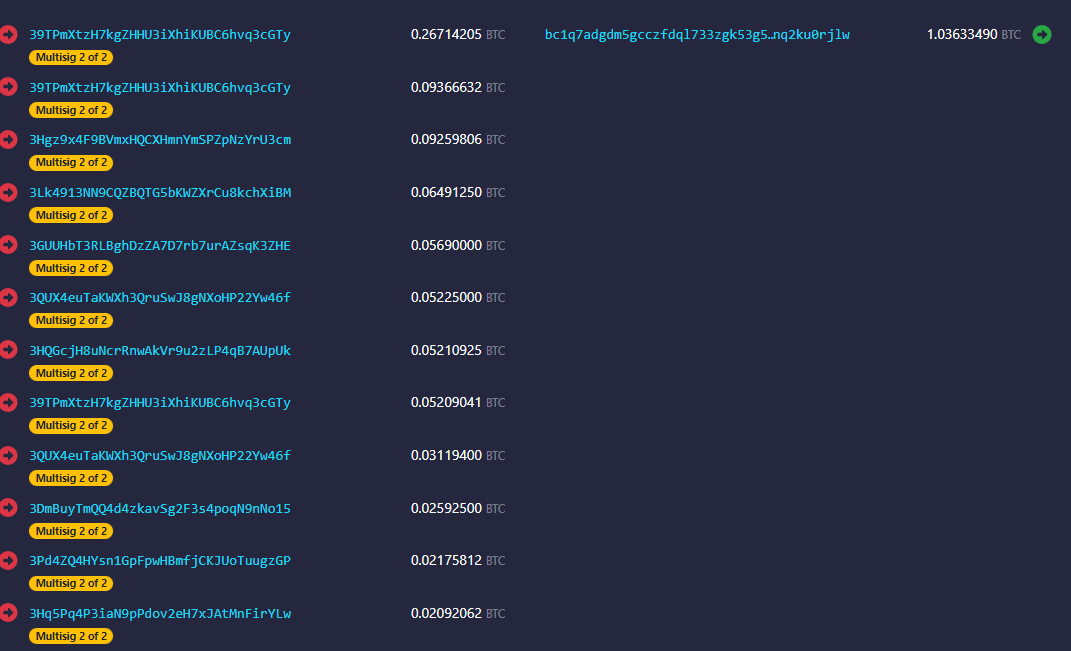 39TPmXtzH7kgZHHU3iXhiKUBC6hvq3cGTy 0.26714205 BTC bc1q7adgdm5gcczfdql733zgk53g5…nq2ku0rjlw 1.03633490 BTC
Multisig 2 of 2
39TPmXtzH7kgZHHU3iXhiKUBC6hvq3cGTy 0.09366632 BTC
Multisig 2 of 2
3Hgz9x4F9BVmxHQCXHmnYmSPZpNzYrU3cm 0.09259806 BTC
Multisig 2 of 2
3Lk4913NN9CQZBQTG5bKWZXrCu8kchXiBM 0.06491250 BTC
Multisig 2 of 2
3GUUHbT3RLBghDzZA7D7rb7urAZsqK3ZHE 0.05690000 BTC
Multisig 2 of 2
3QUX4euTaKWXh3QruSwJ8gNXoHP22Yw46f 0.05225000 BTC
Multisig 2 of 2
3HQGcjH8uNcrRnwAkVr9u2zLP4qB7AUpUk 0.05210925 BTC
Multisig 2 of 2
39TPmXtzH7kgZHHU3iXhiKUBC6hvq3cGTy 0.05209041 BTC
Multisig 2 of 2
3QUX4euTaKWXh3QruSwJ8gNXoHP22Yw46f 0.03119400 BTC
Multisig 2 of 2
3DmBuyTmQQ4d4zkavSg2F3s4poqN9nNo15 0.02592500 BTC
Multisig 2 of 2
3Pd4ZQ4HYsn1GpFpwHBmfjCKJUoTuugzGP 0.02175812 BTC
Multisig 2 of 2
3Hq5Pq4P3iaN9pPdov2eH7xJAtMnFirYLw 0.02092062 BTC
Multisig 2 of 2